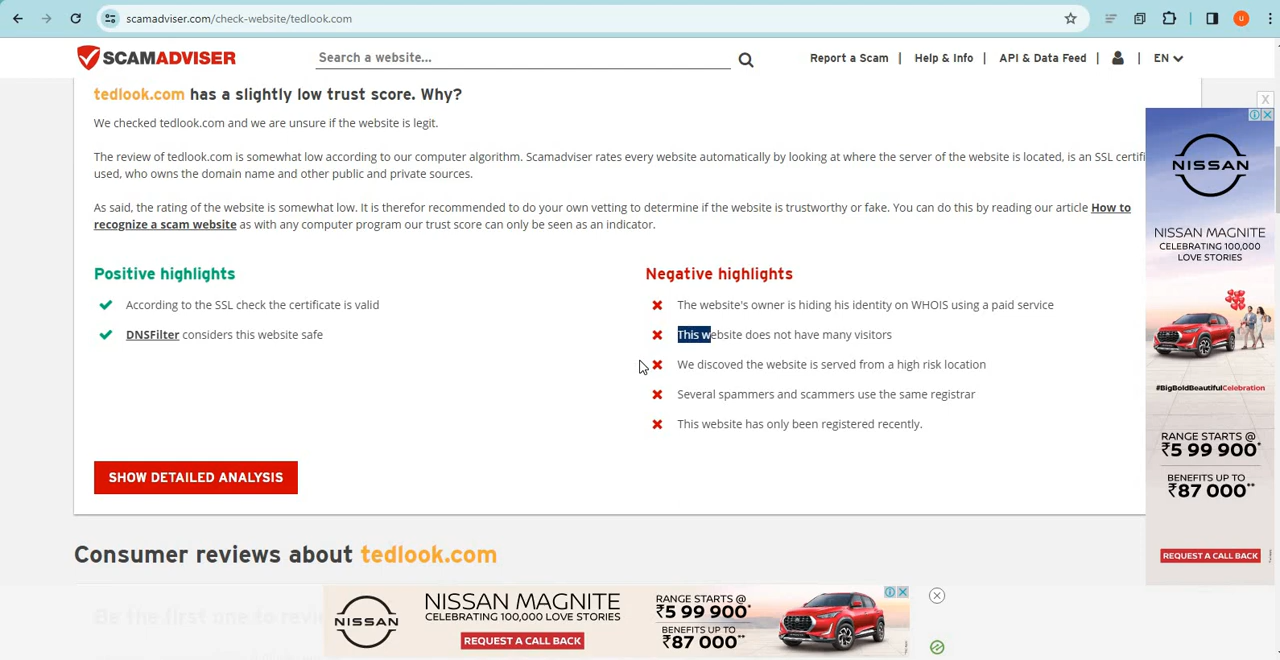 scamadviser.com/check-website/tedlook.com
u
SCAMADVISER
Search a website...
Report a Scam | Help & Info | API & Data Feed | | EN
tedlook.com has a slightly low trust score. Why?
We checked tedlook.com and we are unsure if the website is legit.
The review of tedlook.com is somewhat low according to our computer algorithm. Scamadviser rates every website automatically by looking at where the server of the website is located, is an SSL certifi
used, who owns the domain name and other public and private sources.
As said, the rating of the website is somewhat low. It is therefor recommended to do your own vetting to determine if the website is trustworthy or fake. You can do this by reading our article How to
recognize a scam website as with any computer program our trust score can only be seen as an indicator.
Positive highlights
According to the SSL check the certificate is valid
DNSFilter considers this website safe
Negative highlights
The website's owner is hiding his identity on WHOIS using a paid service
This website does not have many visitors
We discovered the website is served from a high risk location
Several spammers and scammers use the same registrar
This website has only been registered recently.
SHOW DETAILED ANALYSIS
Consumer reviews about tedlook.com
Be the first one to revi
X
NISSAN
NISSAN MAGNITE
CELEBRATING 100,000
LOVE STORIES
#BigBoldBeautifulCelebration
RANGE STARTS @
₹5 99 900*
BENEFITS UP TO
₹87 000**
REQUEST A CALL BACK
NISSAN
NISSAN MAGNITE
CELEBRATING 100,000 LOVE STORIES
REQUEST A CALL BACK
RANGE STARTS @
₹5 99 900*
BENEFITS UP TO
₹87 000**